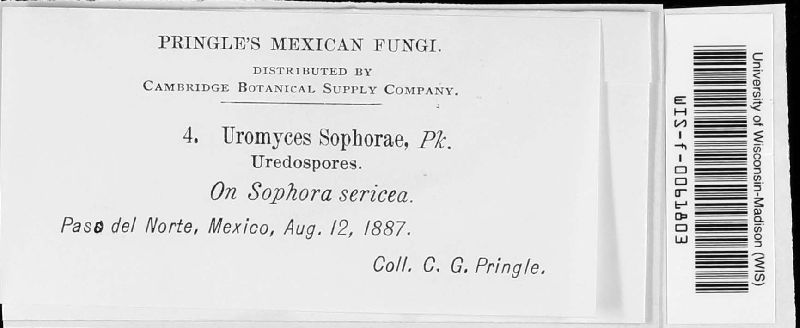 PRINGLE'S MEXICAN FUNGI.
DISTRIBUTED BY
CAMBRIDGE BOTANICAL SUPPLY COMPANY.
4. Uromyces Sophorae, Pk.
Uredospores.
On Sophora sericea.
Paso del Norte, Mexico, Aug. 12, 1887.
Coll. C. G. Pringle.
University of Wisconsin-Madison (WIS)
WIS-f-0061803